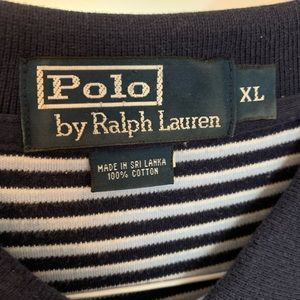 Polo
by Ralph Lauren
XL
MADE IN SRI LANKA
100% COTTON